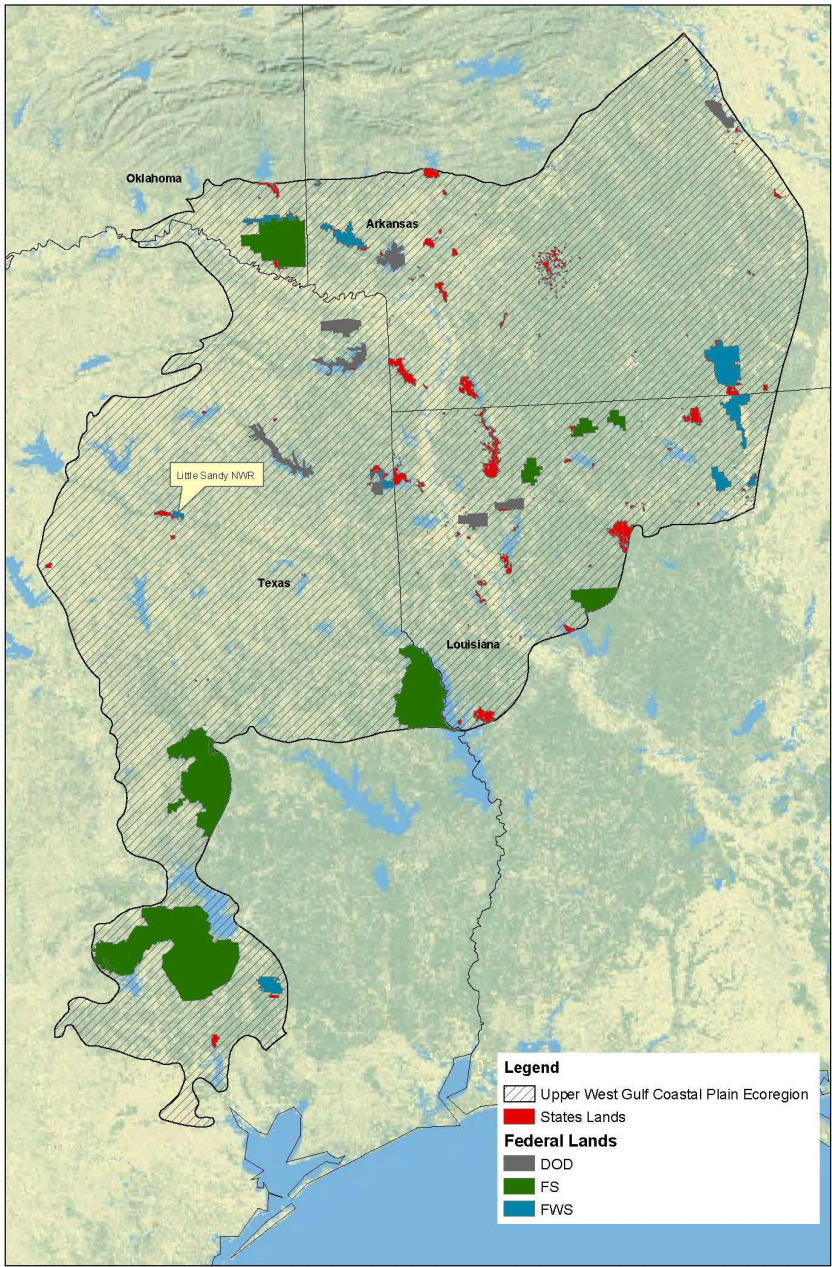 Oklahoma
Arkansas
Little Sandy NWR
Texas
Louisiana
Legend
Upper West Gulf Coastal Plain Ecoregion
States Lands
Federal Lands
DOD
FS
FWS